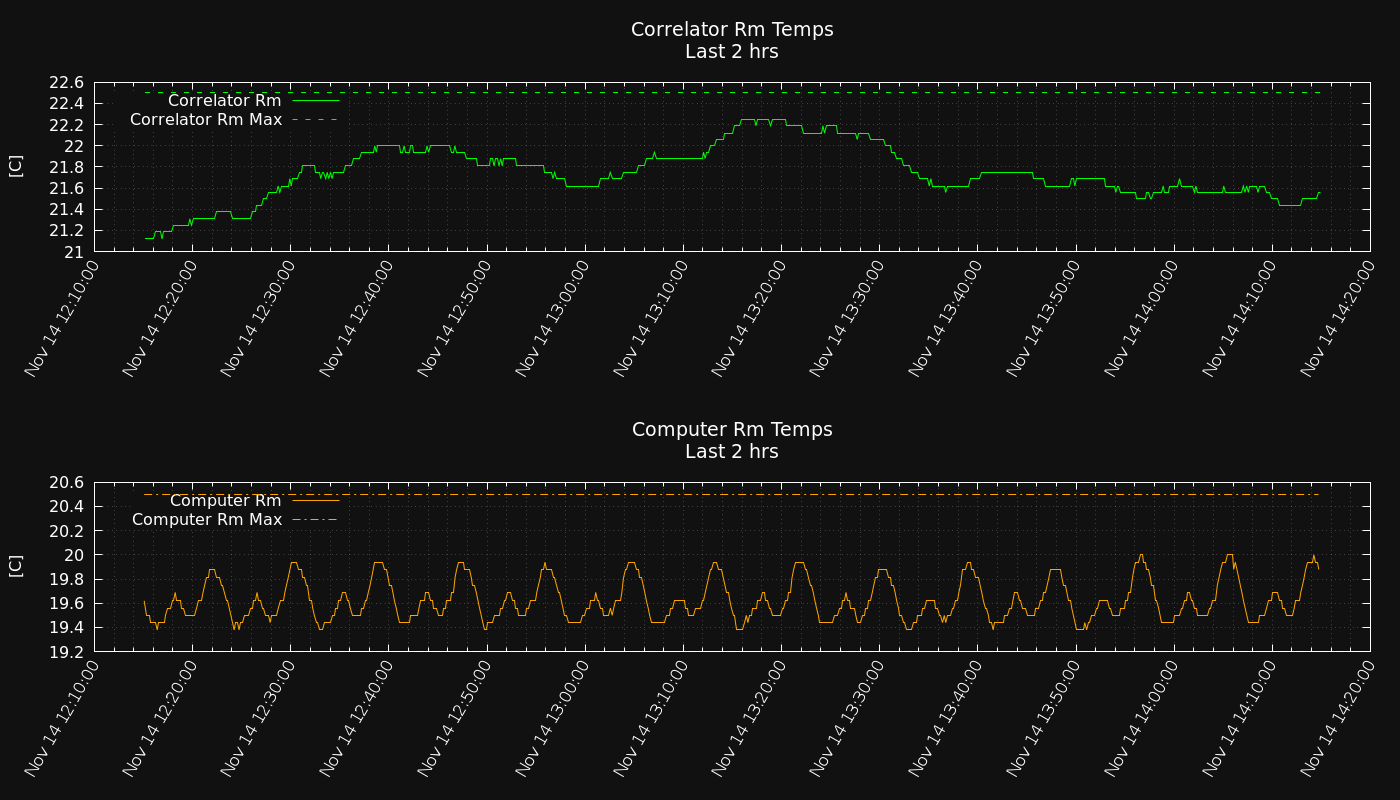 Correlator Rm Temps
Last 2 hrs
22.6
22.4
22.2
22
21.8
21.6
21.4
21.2
21
[C]
Correlator Rm
Correlator Rm Max
Nov 14 12:10:00
Nov 14 12:20:00
Nov 14 12:30:00
Nov 14 12:40:00
Nov 14 12:50:00
Nov 14 13:00:00
Nov 14 13:10:00
Nov 14 13:20:00
Nov 14 13:30:00
Nov 14 13:40:00
Nov 14 13:50:00
Nov 14 14:00:00
Nov 14 14:10:00
Nov 14 14:20:00
Computer Rm Temps
Last 2 hrs
20.6
20.4
20.2
20
19.8
19.6
19.4
19.2
[C]
Computer Rm
Computer Rm Max
Nov 14 12:10:00
Nov 14 12:20:00
Nov 14 12:30:00
Nov 14 12:40:00
Nov 14 12:50:00
Nov 14 13:00:00
Nov 14 13:10:00
Nov 14 13:20:00
Nov 14 13:30:00
Nov 14 13:40:00
Nov 14 13:50:00
Nov 14 14:00:00
Nov 14 14:10:00
Nov 14 14:20:00